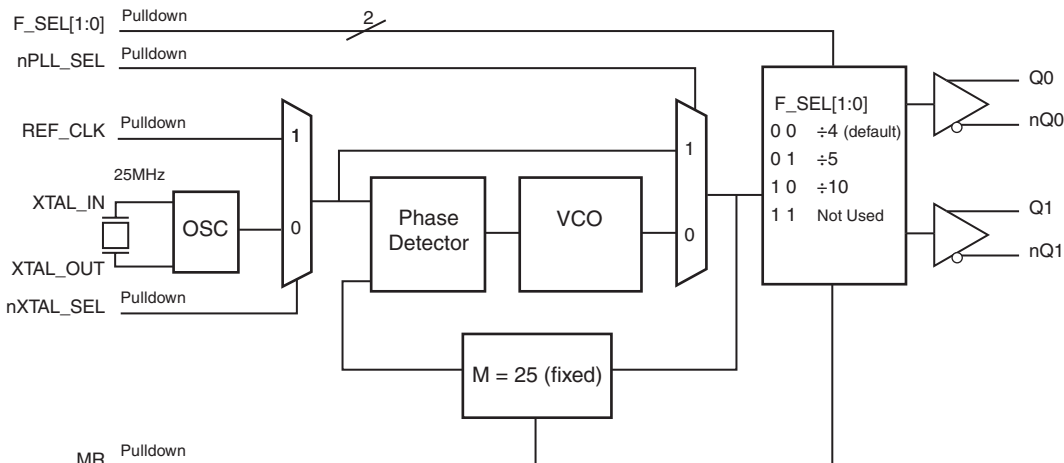 F_SEL[1:0] Pulldown 2
nPLL_SEL Pulldown
REF_CLK Pulldown
1
25MHz
XTAL_IN
OSC
0
XTAL_OUT
nXTAL_SEL Pulldown
Phase
Detector
VCO
1
0
M = 25 (fixed)
F_SEL[1:0]
0 0 ÷4 (default)
0 1 ÷5
1 0 ÷10
1 1 Not Used
Q0
nQ0
Q1
nQ1
MR Pulldown